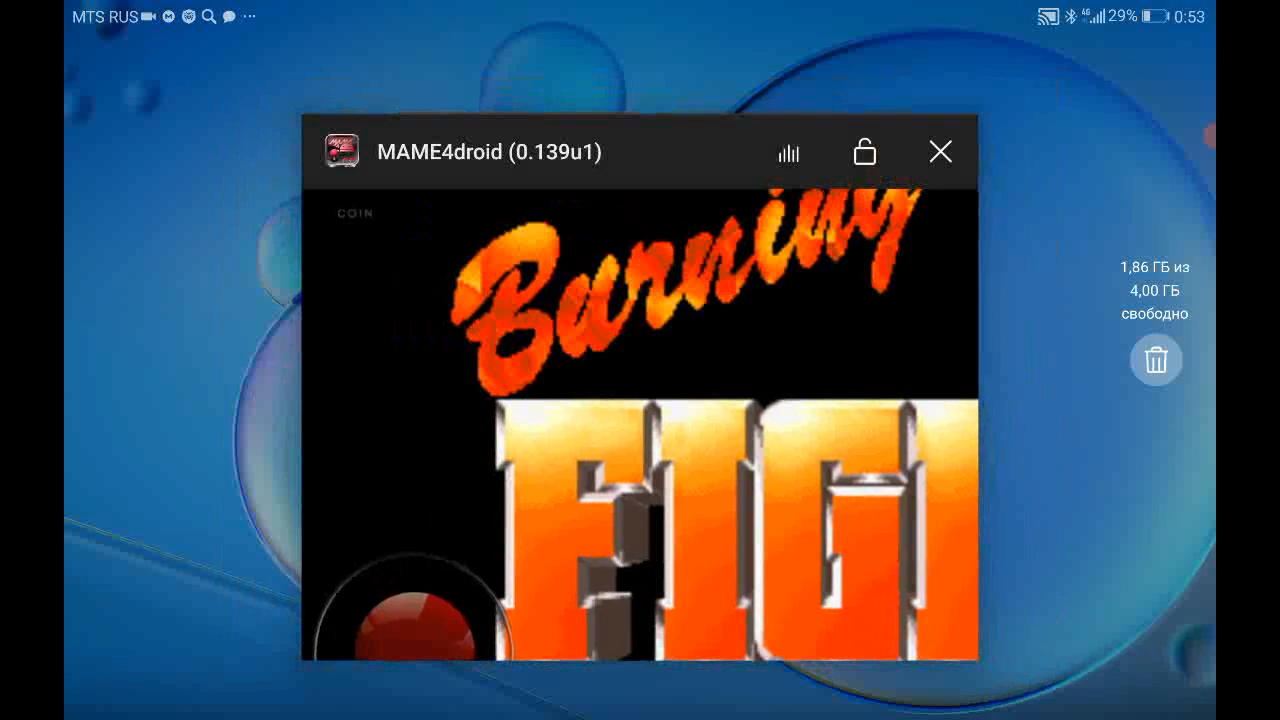 MTS RUS 29% 0:53
4G
MAME4droid (0.139u1)
COIN
Burning
FIG
1,86 ГБ из
4,00 ГБ
свободно